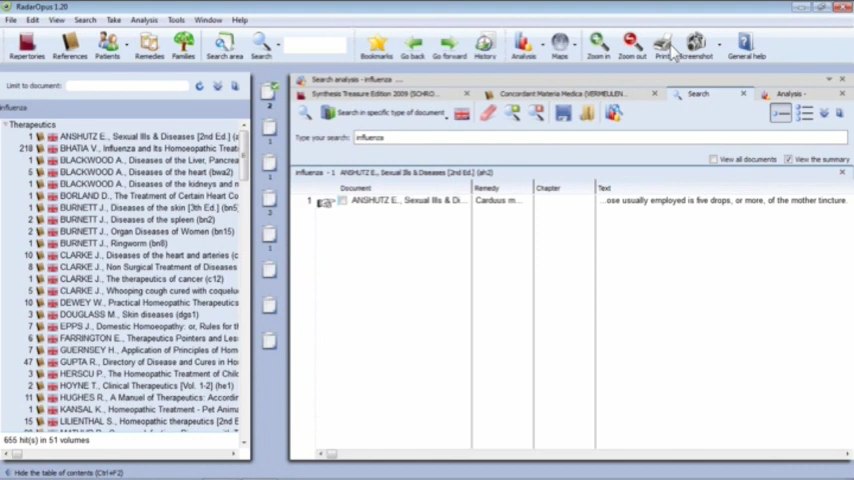 RadarOpus 1.20
File Edit View Search Take Analysis Tools Window Help
Repertories References Patients Remedies Families Search area Search Bookmarks Go back Go forward History Analysis Maps Zoom in Zoom out Print Screenshot General help
Limit to document:
influenza
Therapeutics
1 ANSHUTZ E., Sexual Ills & Diseases [2nd Ed.] (a
218 BHATIA V., Influenza and Its Homoeopathic Treat
1 BLACKWOOD A., Diseases of the Liver, Pancrea
5 BLACKWOOD A., Diseases of the heart (bwa2)
1 BLACKWOOD A., Diseases of the kidneys and n
9 BORLAND D., The Treatment of Certain Heart Co
1 BURNETT J., Diseases of the skin [3th Ed.] (bn5)
2 BURNETT J., Diseases of the spleen (bn2)
2 BURNETT J., Organ Diseases of Women (bn15)
1 BURNETT J., Ringworm (bn8)
10 CLARKE J., Diseases of the heart and arteries (c
8 CLARKE J., Non Surgical Treatment of Diseases
1 CLARKE J., The therapeutics of cancer (c12)
5 CLARKE J., Whooping cough cured with coquelu
10 DEWEY W., Practical Homeopathic Therapeutics
3 DOUGLASS M., Skin diseases (dgs1)
7 EPPS J., Domestic Homoeopathy: or, Rules for th
6 FARRINGTON E., Therapeutics Pointers and Les
7 GUERNSEY H., Application of Principles of Hom
47 GUPTA R., Directory of Disease and Cures in Ho
3 HERSCU P., The Homeopathic Treatment of Chil
2 HOYNE T., Clinical Therapeutics [Vol. 1-2] (he1)
11 HUGHES R., A Manual of Therapeutics: Accordin
1 KANSAL K., Homeopathic Treatment - Pet Anima
15 LILIENTHAL S., Homeopathic therapeutics [2nd E
655 hit(s) in 51 volumes
Hide the table of contents (Ctrl+F2)
2
1
1
3
1
Search analysis - influenza ....
Synthesis Treasure Edition 2009 (SCHRO... Concordant Materia Medica (VERMEULEN... Search Analysis -
Search in specific type of document
Type your search: influenza
View all documents View the summary
influenza - 1 ANSHUTZ E., Sexual Ills & Diseases [2nd Ed.] (ah2)
Document Remedy Chapter Text
1 ANSHUTZ E., Sexual Ills & Di... Carduus m... ...ose usually employed is five drops, or more, of the mother tincture.